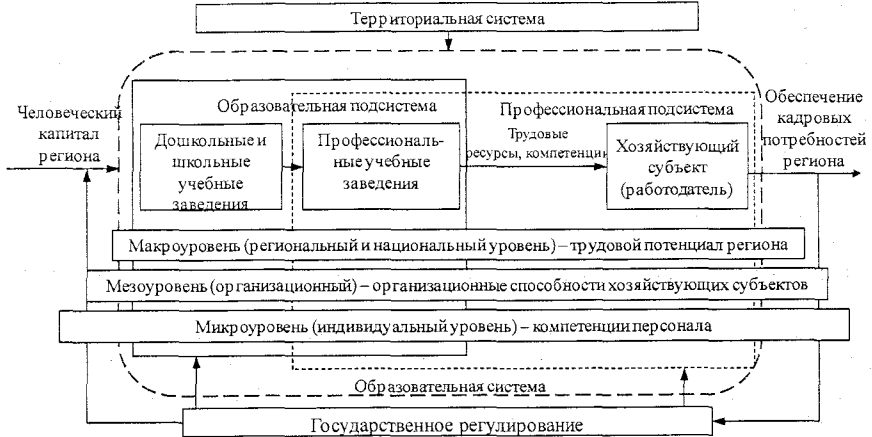 Территориальная система
Человеческий
капитал
региона
Образовательная подсистема
Профессиональная подсистема
Обеспечение
кадровых
потребностей
региона
Дошкольные и
школьные
учебные
заведения
Профессиональ-
ные учебные
заведения
Трудовые
ресурсы, компетенции
Хозяйствующий
субъект
(работодатель)
Макроуровень (региональный и национальный уровень) – трудовой потенциал региона
Мезоуровень (организационный) – организационные способности хозяйствующих субъектов
Микроуровень (индивидуальный уровень) – компетенции персонала
Образовательная система
Государственное регулирование